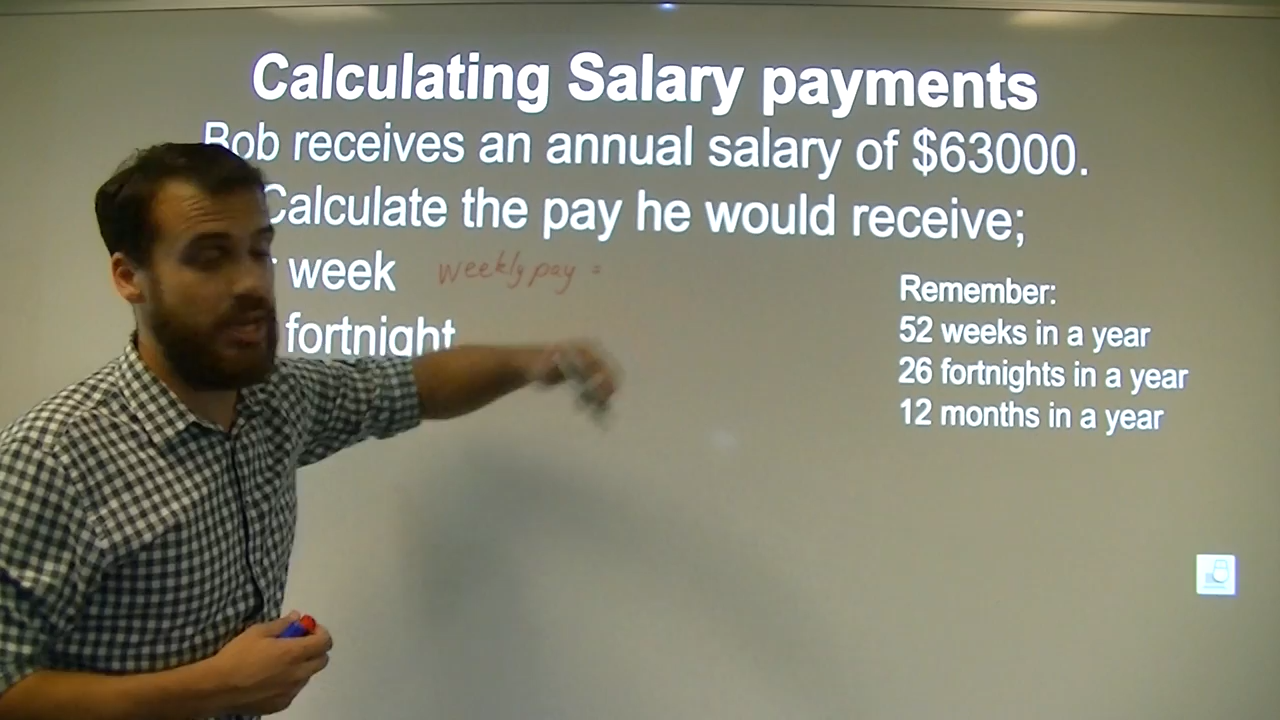 Calculating Salary payments
Bob receives an annual salary of $63000.
Calculate the pay he would receive;
week
weekly pay =
fortnight
Remember:
52 weeks in a year
26 fortnights in a year
12 months in a year